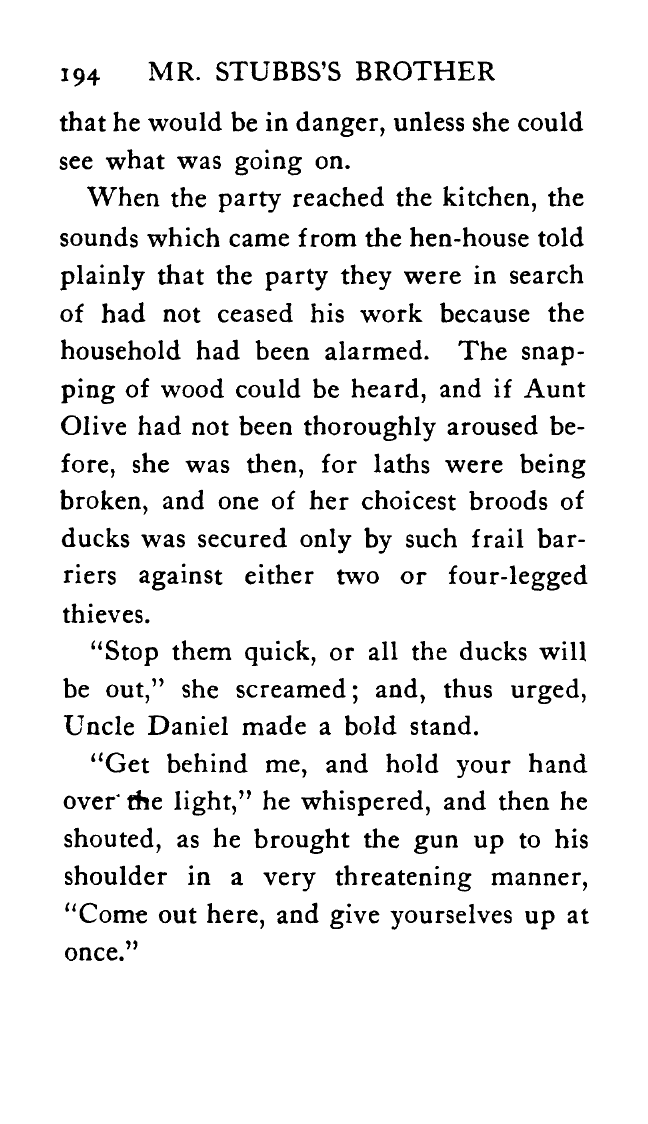 194 MR. STUBBS'S BROTHER
that he would be in danger, unless she could
see what was going on.
When the party reached the kitchen, the
sounds which came from the hen-house told
plainly that the party they were in search
of had not ceased his work because the
household had been alarmed. The snap-
ping of wood could be heard, and if Aunt
Olive had not been thoroughly aroused be-
fore, she was then, for laths were being
broken, and one of her choicest broods of
ducks was secured only by such frail bar-
riers against either two or four-legged
thieves.
“Stop them quick, or all the ducks will
be out,” she screamed; and, thus urged,
Uncle Daniel made a bold stand.
“Get behind me, and hold your hand
over the light,” he whispered, and then he
shouted, as he brought the gun up to his
shoulder in a very threatening manner,
“Come out here, and give yourselves up at
once.”